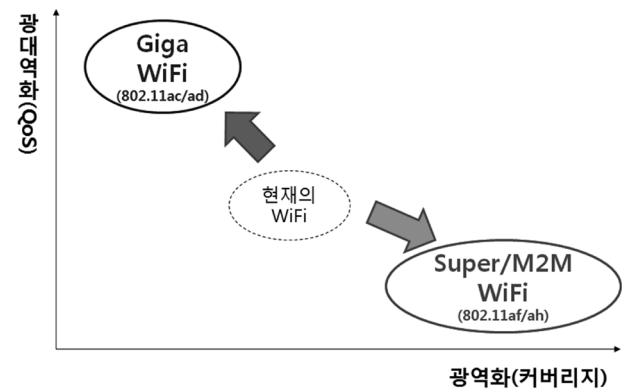 광대역화(QoS)
Giga
WiFi
(802.11ac/ad)
현재의
WiFi
Super/M2M
WiFi
(802.11af/ah)
광역화(커버리지)